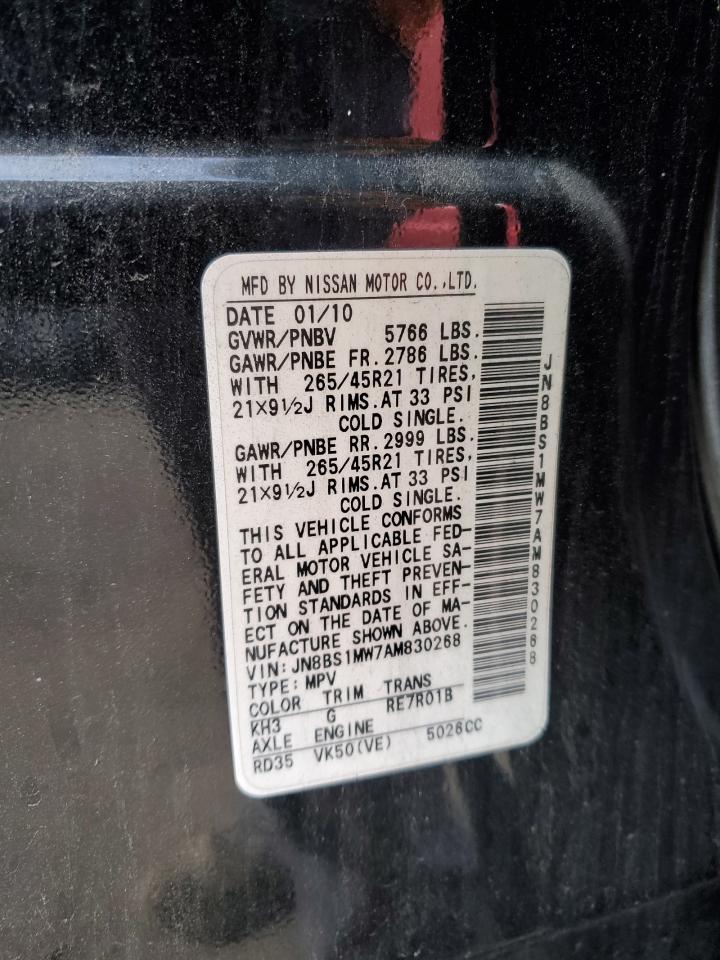 MFD BY NISSAN MOTOR CO.,LTD.
DATE 01/10
GVWR/PNBV 5766 LBS.
GAWR/PNBE FR. 2786 LBS.
WITH 265/45R21 TIRES,
21×9½J RIMS.AT 33 PSI
COLD SINGLE.
GAWR/PNBE RR. 2999 LBS.
WITH 265/45R21 TIRES,
21×9½J RIMS.AT 33 PSI
COLD SINGLE.
THIS VEHICLE CONFORMS
TO ALL APPLICABLE FED-
ERAL MOTOR VEHICLE SA-
FETY AND THEFT PREVEN-
TION STANDARDS IN EFF-
ECT ON THE DATE OF MA-
NUFACTURE SHOWN ABOVE.
VIN: JN8BS1MW7AM830268
TYPE: MPV
COLOR TRIM TRANS
KH3 G RE7R01B
AXLE ENGINE
RD35 VK50(VE) 5026CC
JN8BS1MW7AM830268